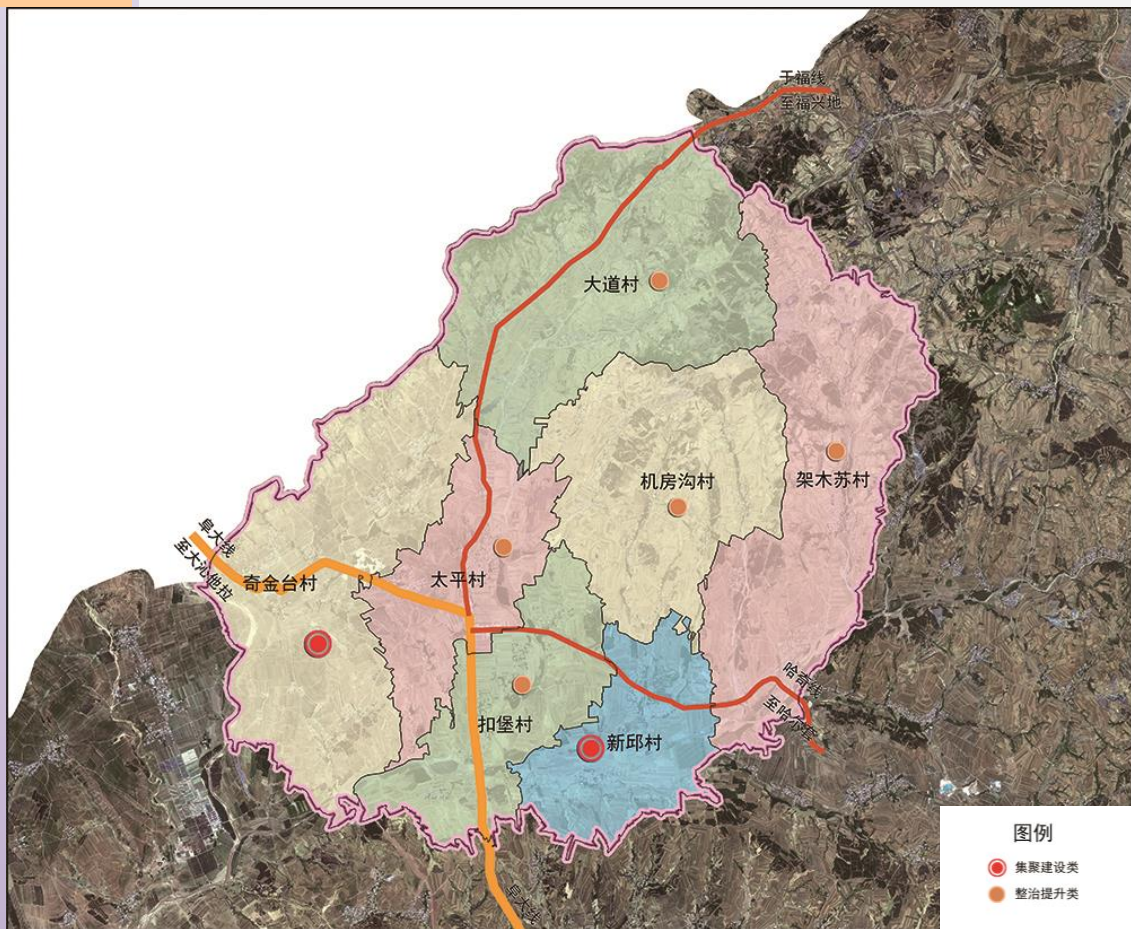 于福线
至福兴地
大道村
机房沟村
架木苏村
阜大线
至大沁他拉
奇金台村
太平村
哈奇线
至哈尔套
扣堡村
新邱村
阜大线
图例
集聚建设类
整治提升类